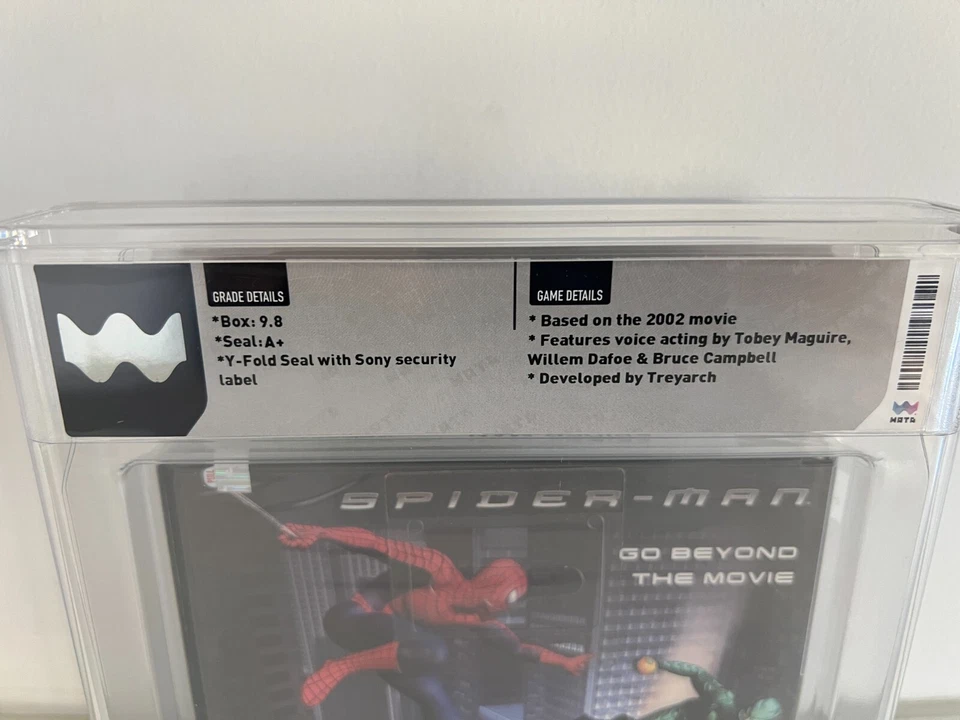 GRADE DETAILS
*Box: 9.8
*Seal:A+
*Y-Fold Seal with Sony security
label
GAME DETAILS
* Based on the 2002 movie
* Features voice acting by Tobey Maguire,
Willem Dafoe & Bruce Campbell
* Developed by Treyarch
WATA
SPIDER-MAN
GO BEYOND
THE MOVIE